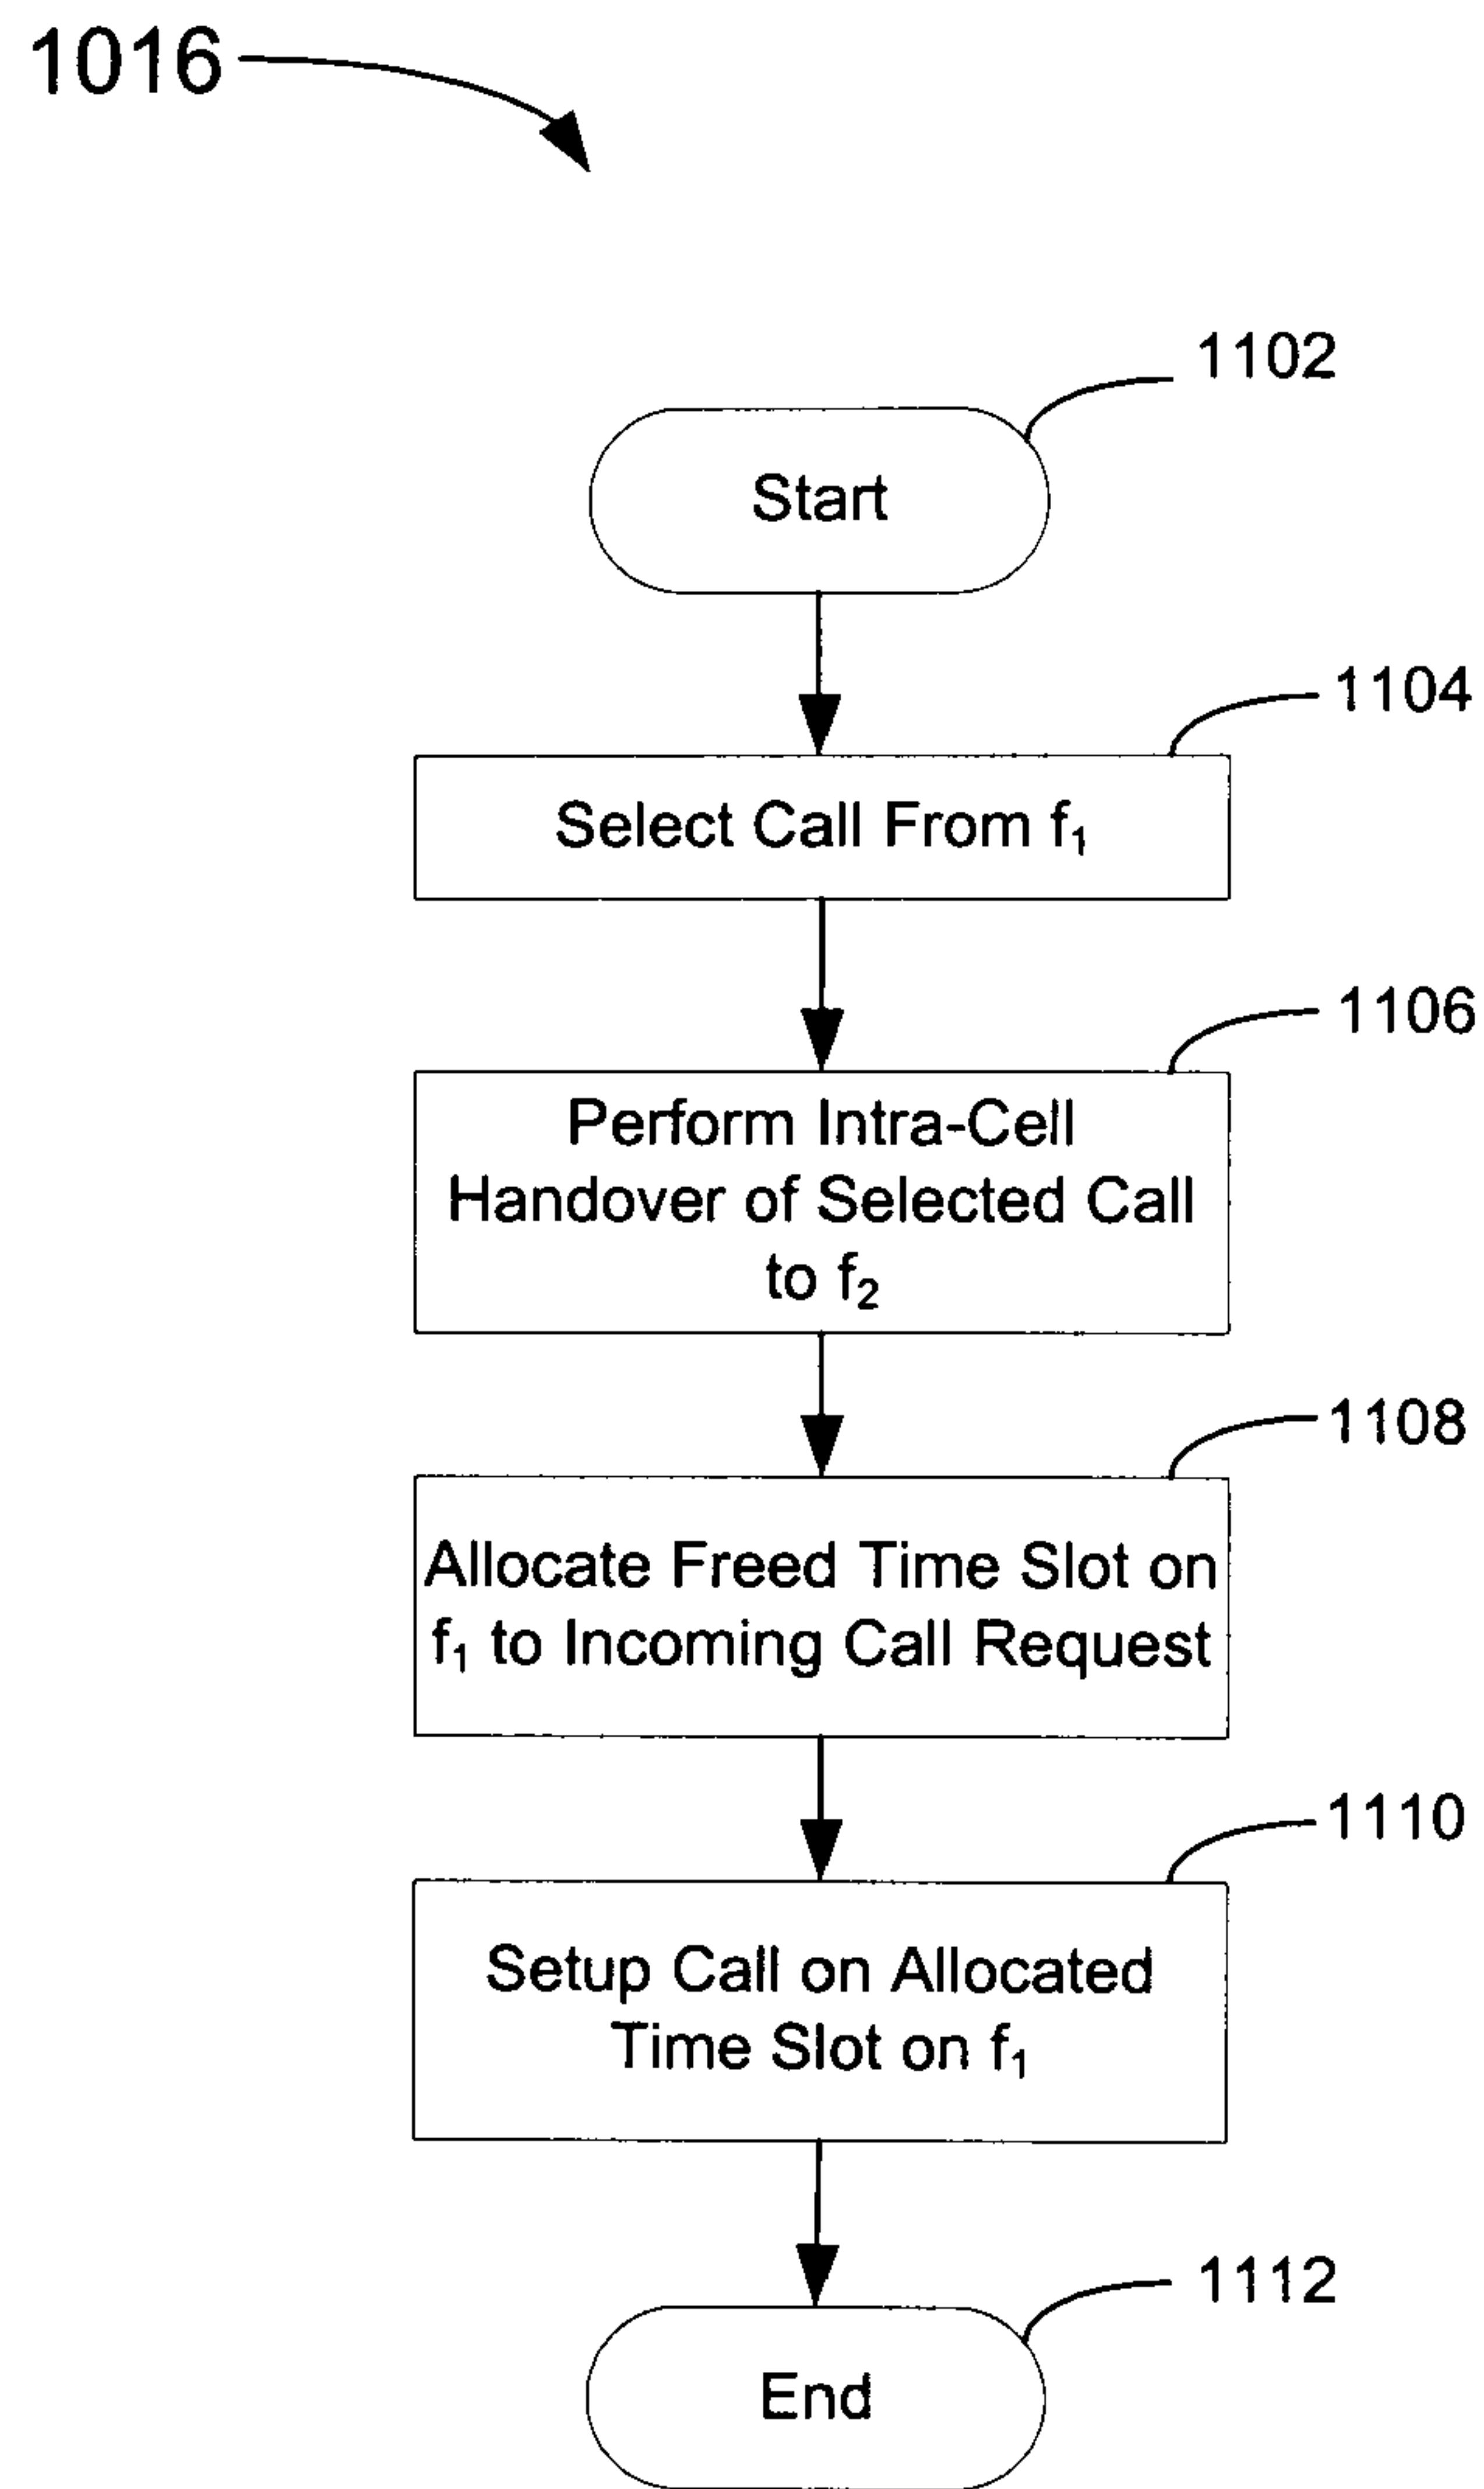 1016
1102
Start
1104
Select Call From f₁
1106
Perform Intra-Cell
Handover of Selected Call
to f₂
1108
Allocate Freed Time Slot on
f₁ to Incoming Call Request
1110
Setup Call on Allocated
Time Slot on f₁
1112
End